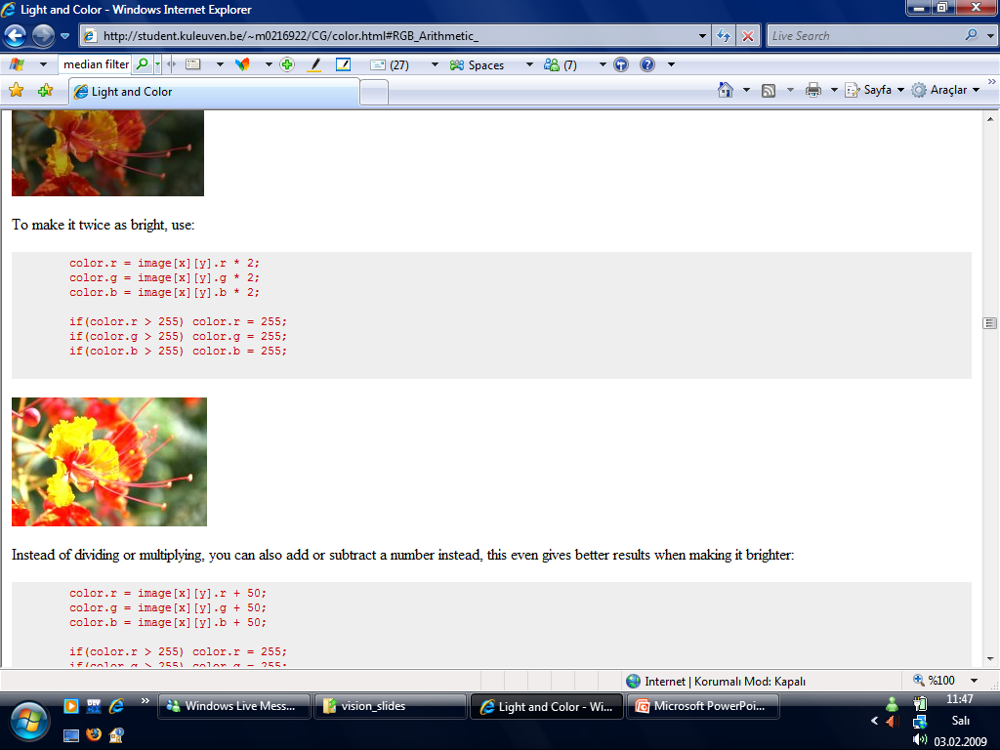 Light and Color - Windows Internet Explorer
http://student.kuleuven.be/~m0216922/CG/color.html#RGB_Arithmetic_
Live Search
median filter
(27)
Spaces
(7)
Light and Color
Sayfa
Araçlar
To make it twice as bright, use:
color.r = image[x][y].r * 2;
color.g = image[x][y].g * 2;
color.b = image[x][y].b * 2;
if(color.r > 255) color.r = 255;
if(color.g > 255) color.g = 255;
if(color.b > 255) color.b = 255;
Instead of dividing or multiplying, you can also add or subtract a number instead, this even gives better results when making it brighter:
color.r = image[x][y].r + 50;
color.g = image[x][y].g + 50;
color.b = image[x][y].b + 50;
if(color.r > 255) color.r = 255;
if(color.g > 255) color.g = 255;
Internet | Korumalı Mod: Kapalı
%100
Windows Live Mess...
vision_slides
Light and Color - Wi...
Microsoft PowerPoi...
11:47
Salı
03.02.2009